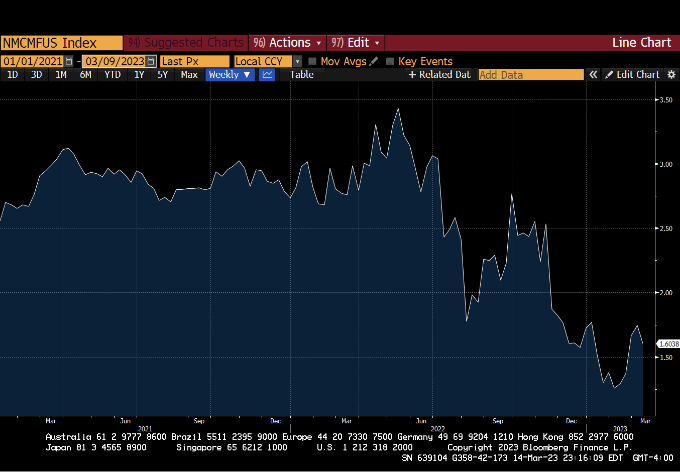 NMCMFUS Index 94) Suggested Charts 96) Actions 97) Edit Line Chart
01/01/2021 - 03/09/2023 Last Px Local CCY Mov Avgs Key Events
1D 3D 1M 6M YTD 1Y 5Y Max Weekly ▼ Table + Related Dat Add Data « Edit Chart
3.50
3.00
2.50
2.00
1.6038
1.50
Mar Jun Sep Dec Mar Jun Sep Dec Mar
2021 2022 2023
Australia 61 2 9777 8600 Brazil 5511 2395 9000 Europe 44 20 7330 7500 Germany 49 69 9204 1210 Hong Kong 852 2977 6000
Japan 81 3 4565 8900 Singapore 65 6212 1000 U.S. 1 212 318 2000 Copyright 2023 Bloomberg Finance L.P.
SN 639104 G358-42-173 14-Mar-23 23:16:09 EDT GMT-4:00